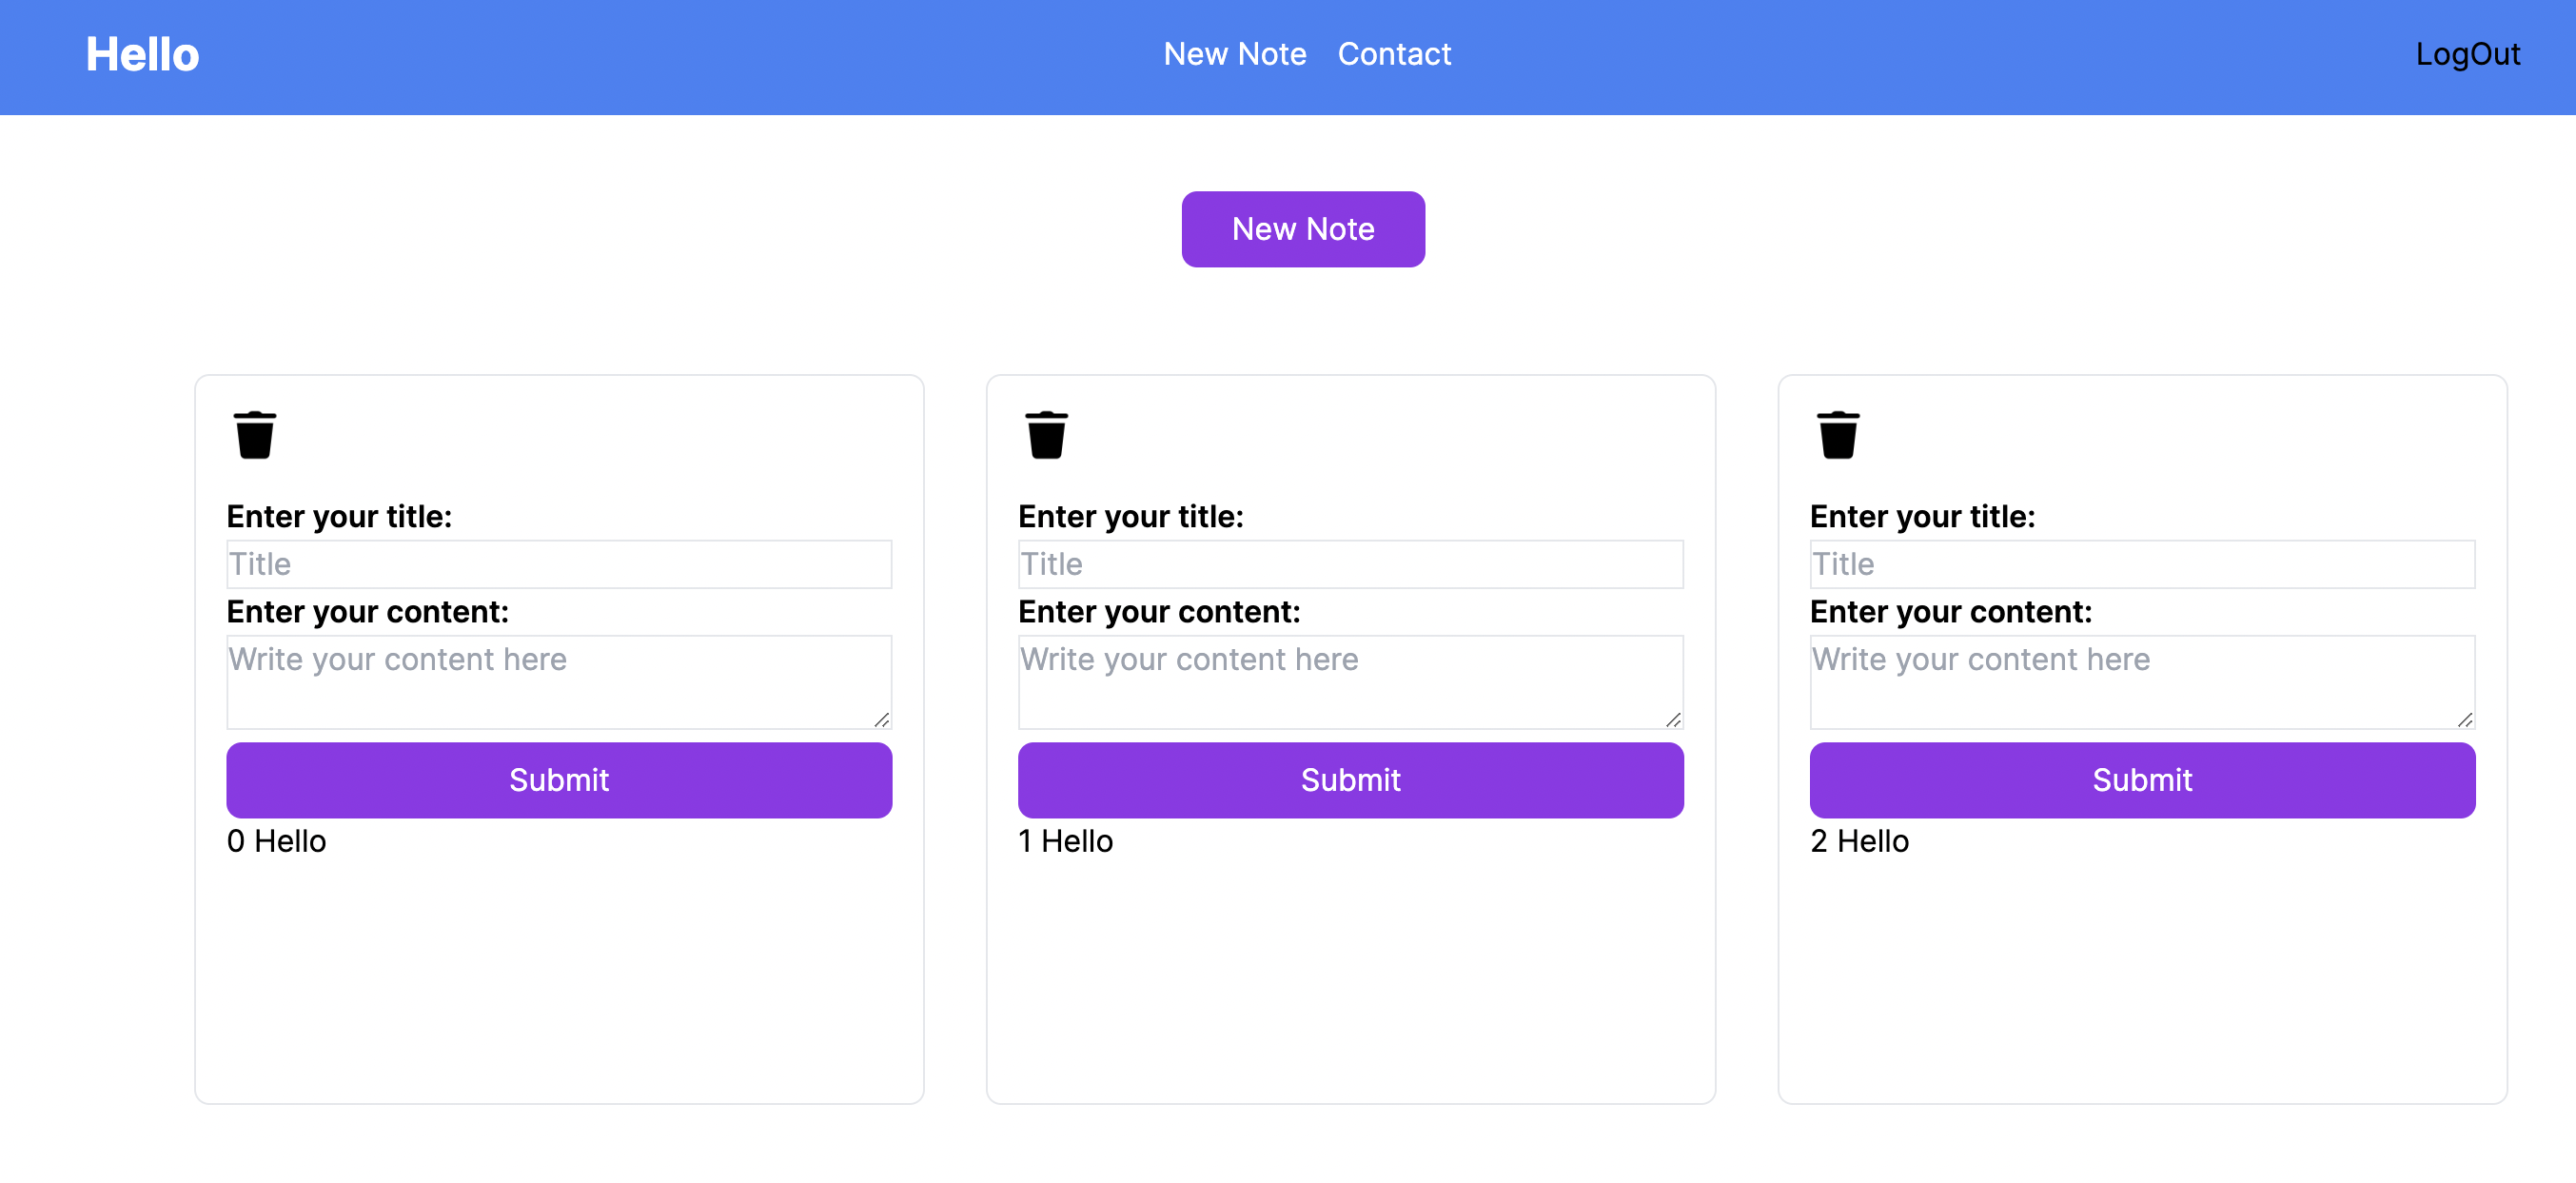 Hello
New Note Contact
LogOut
New Note
Enter your title:
Title
Enter your content:
Write your content here
Submit
0 Hello
Enter your title:
Title
Enter your content:
Write your content here
Submit
1 Hello
Enter your title:
Title
Enter your content:
Write your content here
Submit
2 Hello